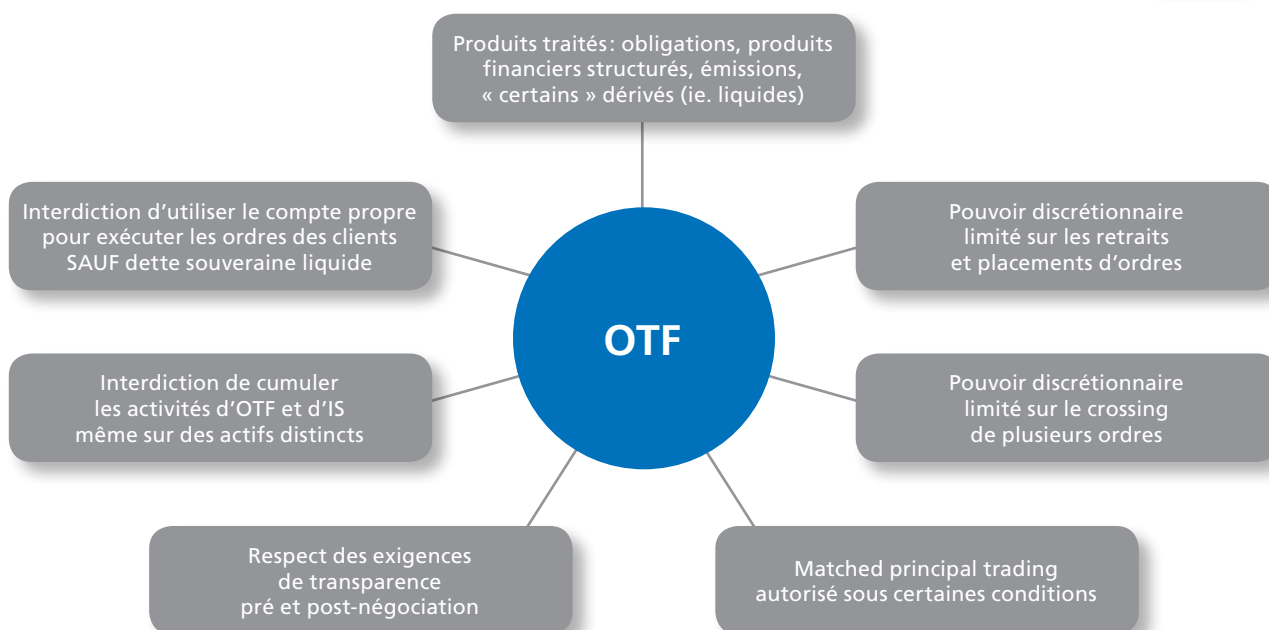 Produits traités : obligations, produits
financiers structurés, émissions,
« certains » dérivés (ie. liquides)
Interdiction d’utiliser le compte propre
pour exécuter les ordres des clients
SAUF dette souveraine liquide
Pouvoir discrétionnaire
limité sur les retraits
et placements d’ordres
OTF
Interdiction de cumuler
les activités d’OTF et d’IS
même sur des actifs distincts
Pouvoir discrétionnaire
limité sur le crossing
de plusieurs ordres
Respect des exigences
de transparence
pré et post-négociation
Matched principal trading
autorisé sous certaines conditions